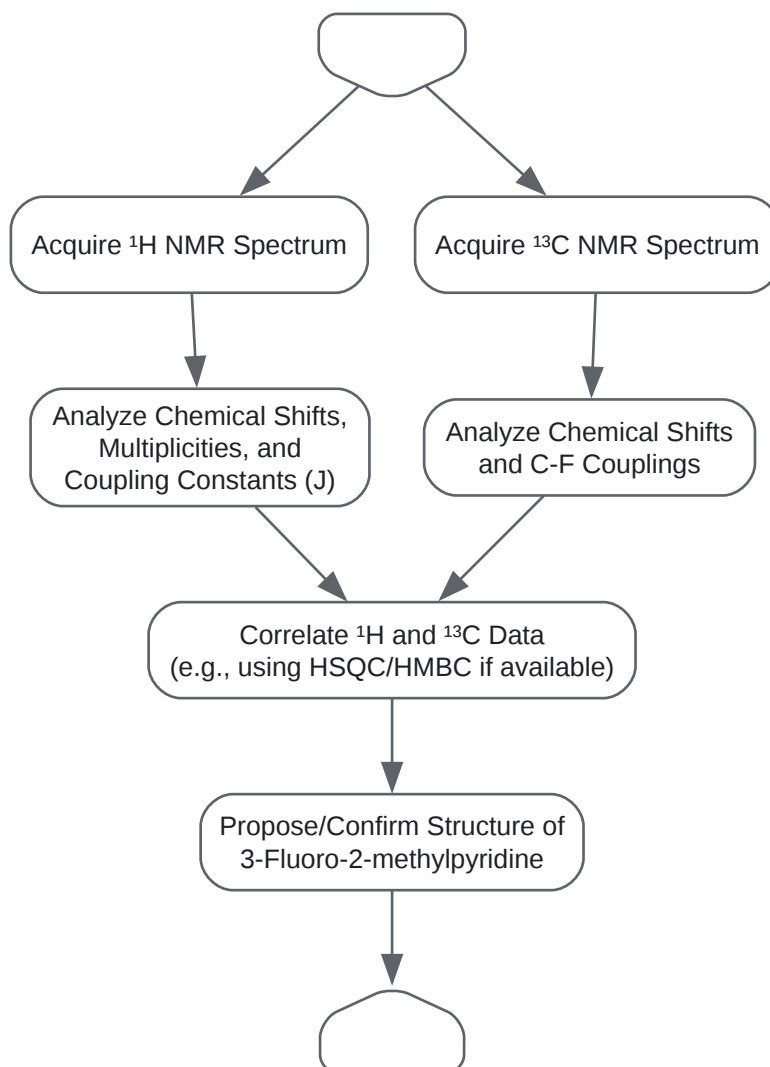 Acquire ¹H NMR Spectrum
Acquire ¹³C NMR Spectrum
Analyze Chemical Shifts,
Multiplicities, and
Coupling Constants (J)
Analyze Chemical Shifts
and C-F Couplings
Correlate ¹H and ¹³C Data
(e.g., using HSQC/HMBC if available)
Propose/Confirm Structure of
3-Fluoro-2-methylpyridine